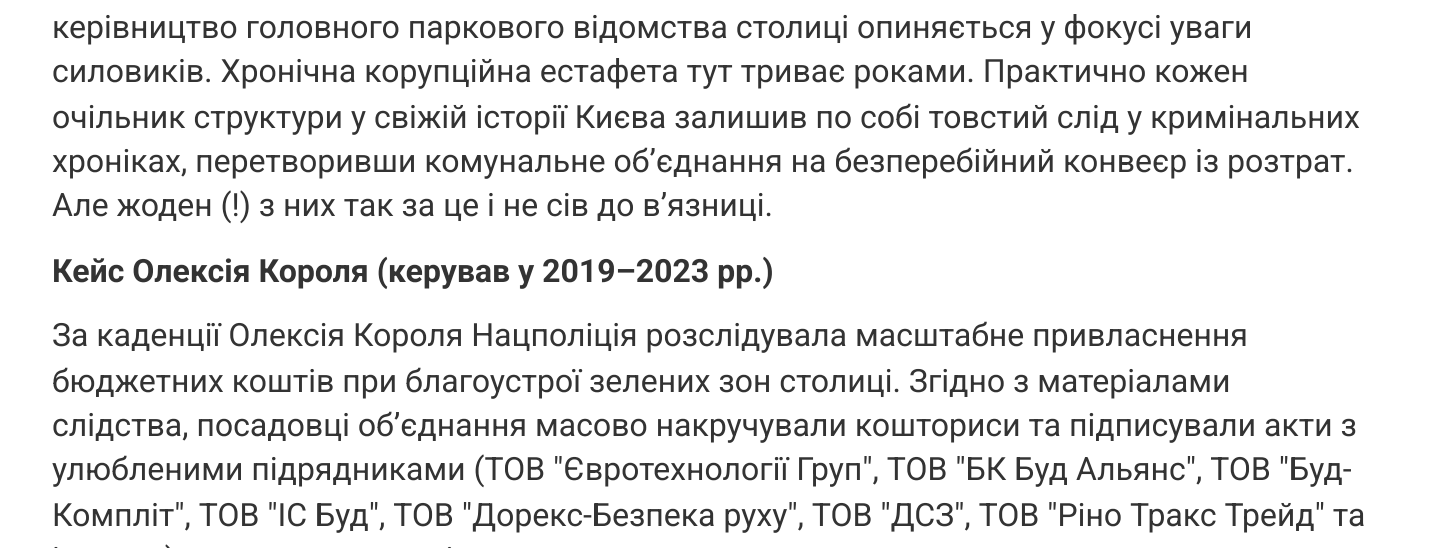 керівництво головного паркового відомства столиці опиняється у фокусі уваги
силовиків. Хронічна корупційна естафета тут триває роками. Практично кожен
очільник структури у свіжій історії Києва залишив по собі товстий слід у кримінальних
хроніках, перетворивши комунальне об’єднання на безперебійний конвеєр із розтрат.
Але жоден (!) з них так за це і не сів до в’язниці.
Кейс Олексія Короля (керував у 2019–2023 рр.)
За каденції Олексія Короля Нацполіція розслідувала масштабне привласнення
бюджетних коштів при благоустрої зелених зон столиці. Згідно з матеріалами
слідства, посадовці об’єднання масово накручували кошториси та підписували акти з
улюбленими підрядниками (ТОВ "Євротехнології Груп", ТОВ "БК Буд Альянс", ТОВ "Буд-
Компліт", ТОВ "ІС Буд", ТОВ "Дорекс-Безпека руху", ТОВ "ДСЗ", ТОВ "Ріно Тракс Трейд" та